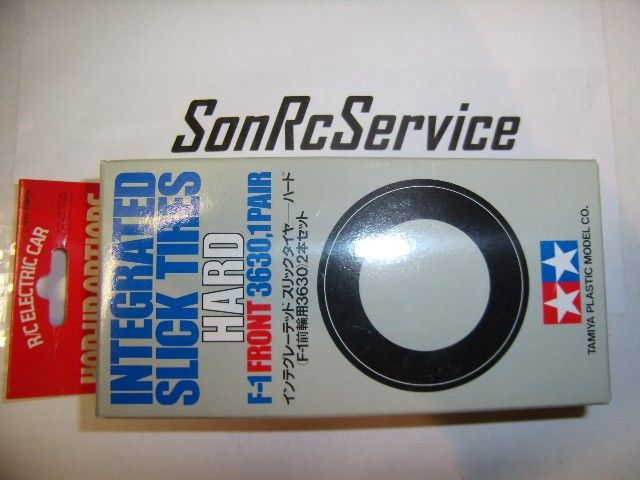 SonRcService
R/C ELECTRIC CAR
HOP-UP OPTIONS
INTEGRATED
SLICK TIRES
HARD
F-1 FRONT 3630,1PAIR
インテグレーテッドスリックタイヤ—ハード
(F-1前輪用3630)2本セット
TAMIYA PLASTIC MODEL CO.